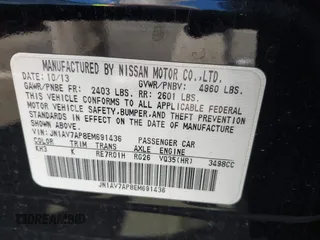 MANUFACTURED BY NISSAN MOTOR CO.,LTD.
DATE: 10/13 GVWR/PNBV: 4960 LBS.
GAWR/PNBE FR: 2403 LBS. RR: 2601 LBS.
THIS VEHICLE CONFORMS TO ALL APPLICABLE FEDERAL
MOTOR VEHICLE SAFETY, BUMPER, AND THEFT PREVENTION
STANDARDS IN EFFECT ON THE DATE OF MANUFACTURE
SHOWN ABOVE.
VIN: JN1AV7AP8EM691436 PASSENGER CAR
COLOR TRIM TRANS AXLE ENGINE
KH3 K RE7R01H RG26 VQ35(HR) 3498CC
JN1AV7AP8EM691436